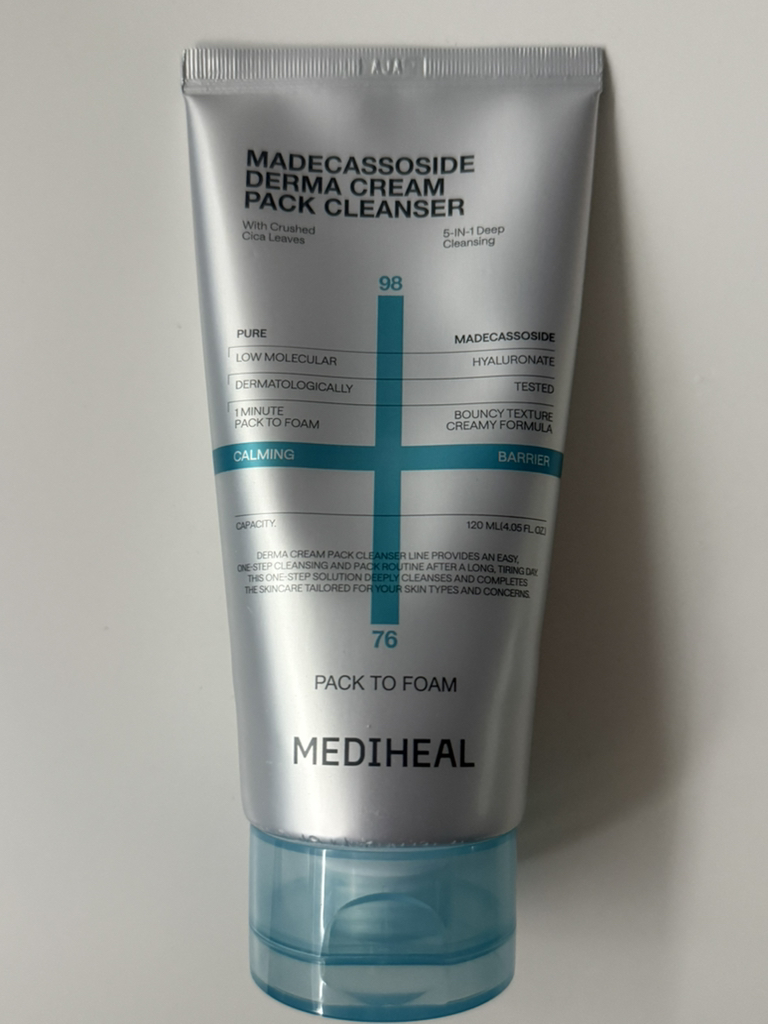 MADECASSOSIDE
DERMA CREAM
PACK CLEANSER
With Crushed
Cica Leaves
5-IN-1 Deep
Cleansing
98
PURE MADECASSOSIDE
LOW MOLECULAR HYALURONATE
DERMATOLOGICALLY TESTED
1 MINUTE
PACK TO FOAM
BOUNCY TEXTURE
CREAMY FORMULA
CALMING BARRIER
CAPACITY. 120 ML(4.05 FL. OZ)
DERMA CREAM PACK CLEANSER LINE PROVIDES AN EASY,
ONE-STEP CLEANSING AND PACK ROUTINE AFTER A LONG, TIRING DAY.
THIS ONE-STEP SOLUTION DEEPLY CLEANSES AND COMPLETES
THE SKINCARE TAILORED FOR YOUR SKIN TYPES AND CONCERNS.
76
PACK TO FOAM
MEDIHEAL